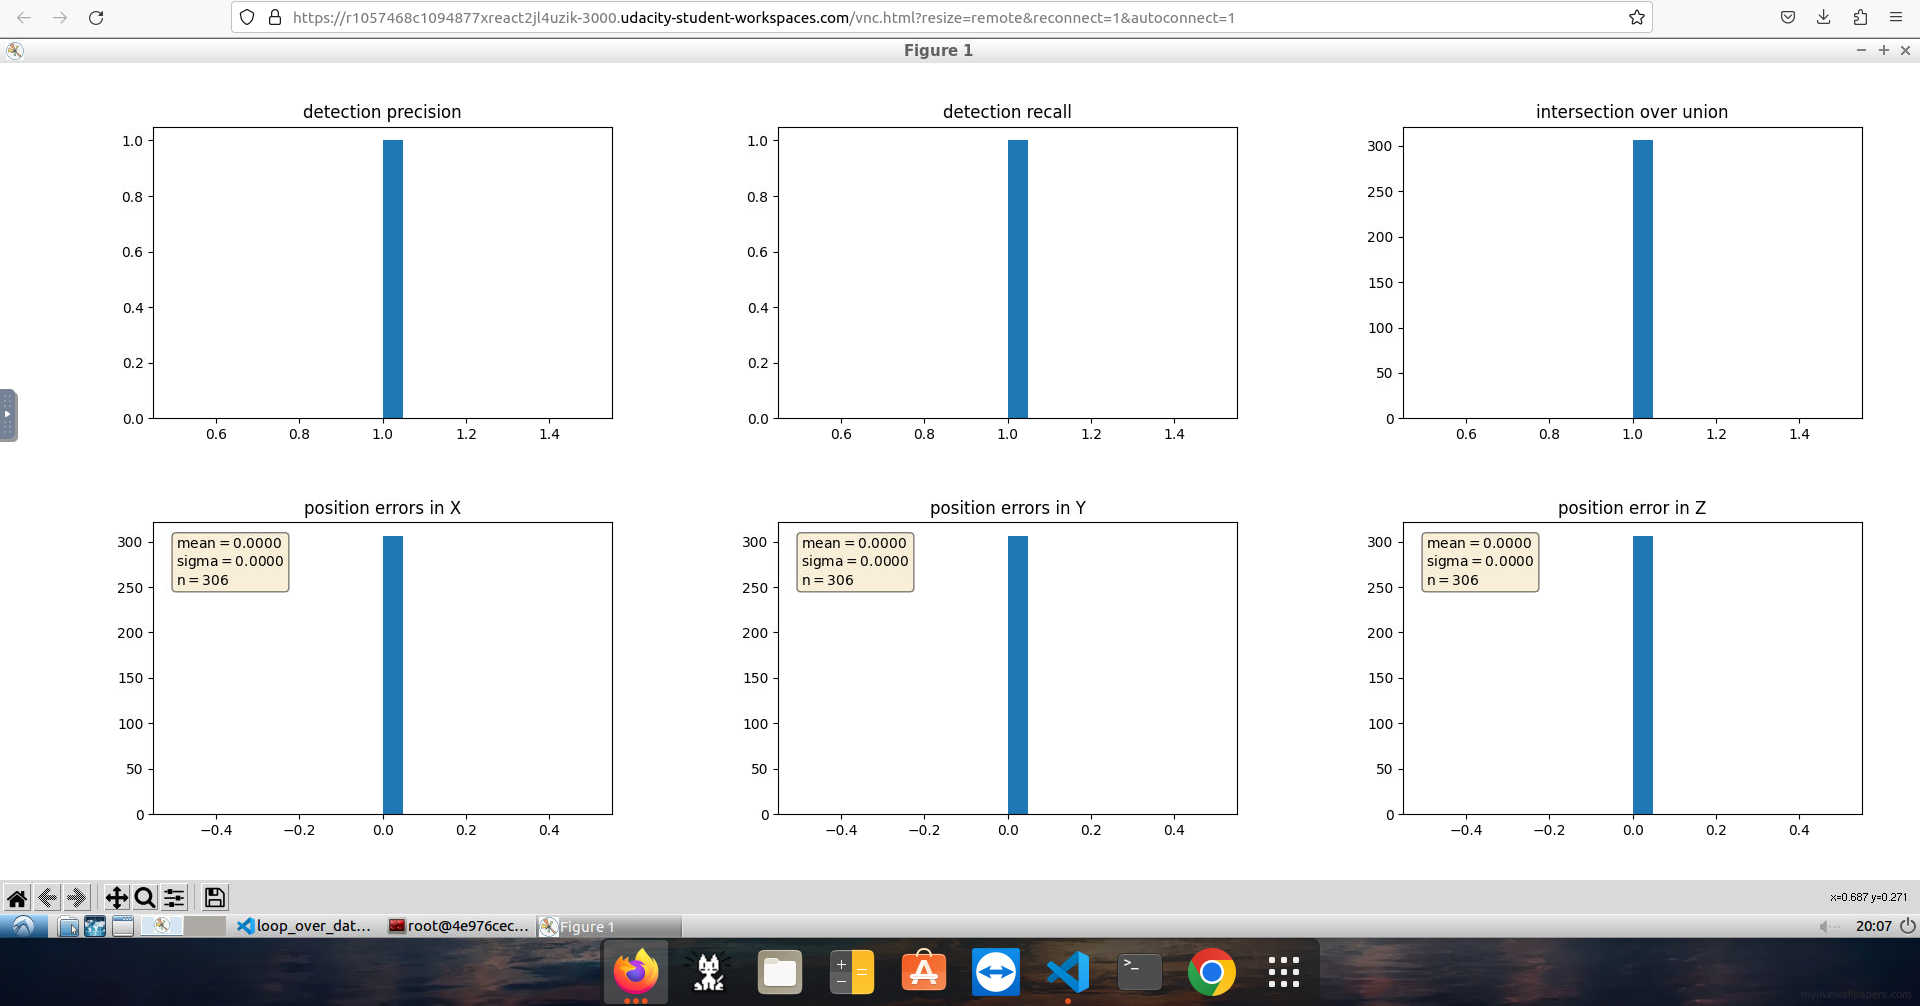 https://r1057468c1094877xreact2jl4uzik-3000.udacity-student-workspaces.com/vnc.html?resize=remote&reconnect=1&autoconnect=1
Figure 1
detection precision
1.0
0.8
0.6
0.4
0.2
0.0
0.6 0.8 1.0 1.2 1.4
detection recall
1.0
0.8
0.6
0.4
0.2
0.0
0.6 0.8 1.0 1.2 1.4
intersection over union
300
250
200
150
100
50
0
0.6 0.8 1.0 1.2 1.4
position errors in X
mean = 0.0000
sigma = 0.0000
n = 306
300
250
200
150
100
50
0
−0.4 −0.2 0.0 0.2 0.4
position errors in Y
mean = 0.0000
sigma = 0.0000
n = 306
300
250
200
150
100
50
0
−0.4 −0.2 0.0 0.2 0.4
position error in Z
mean = 0.0000
sigma = 0.0000
n = 306
300
250
200
150
100
50
0
−0.4 −0.2 0.0 0.2 0.4
x=0.687 y=0.271
loop_over_dat... root@4e976cec... Figure 1 20:07
mylivewallpapers.com